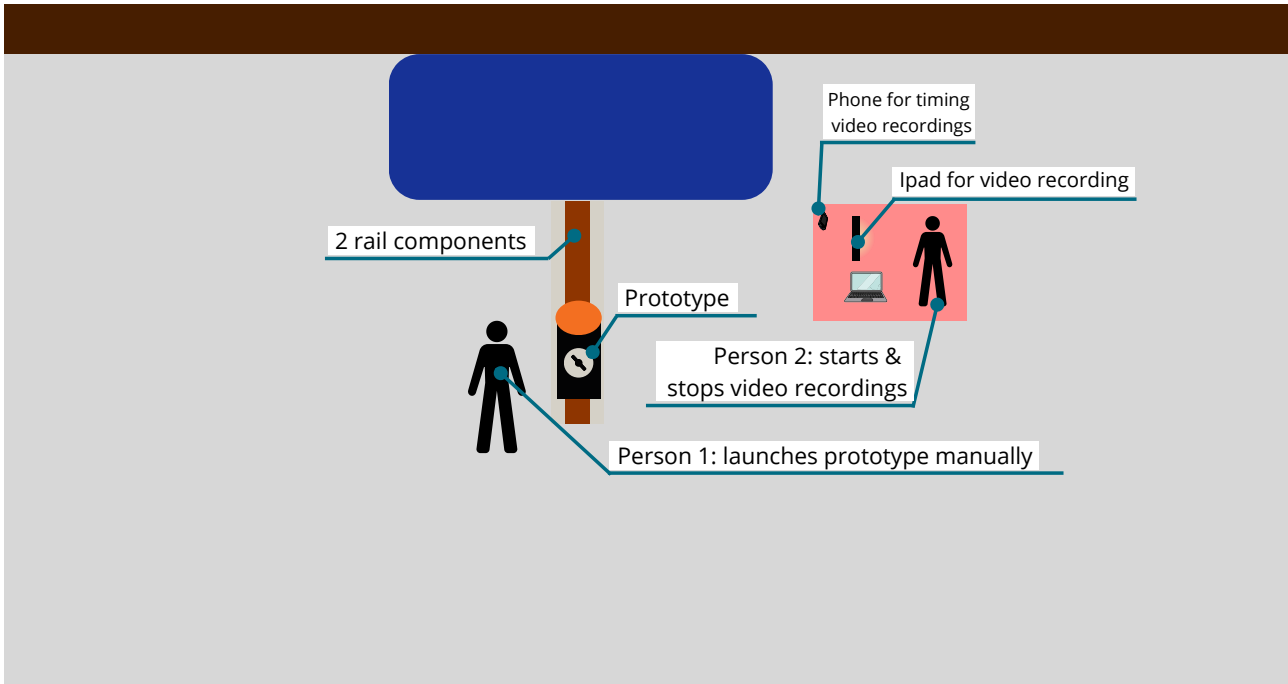 Phone for timing
video recordings
Ipad for video recording
2 rail components
Prototype
Person 2: starts &
stops video recordings
Person 1: launches prototype manually